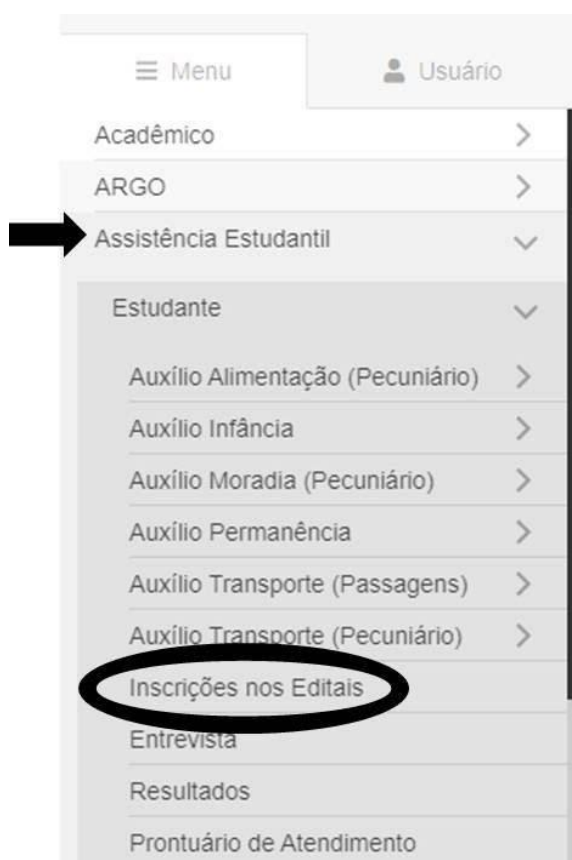 Menu
Usuário
Acadêmico
ARGO
Assistência Estudantil
Estudante
Auxílio Alimentação (Pecuniário)
Auxílio Infância
Auxílio Moradia (Pecuniário)
Auxílio Permanência
Auxílio Transporte (Passagens)
Auxílio Transporte (Pecuniário)
Inscrições nos Editais
Entrevista
Resultados
Prontuário de Atendimento